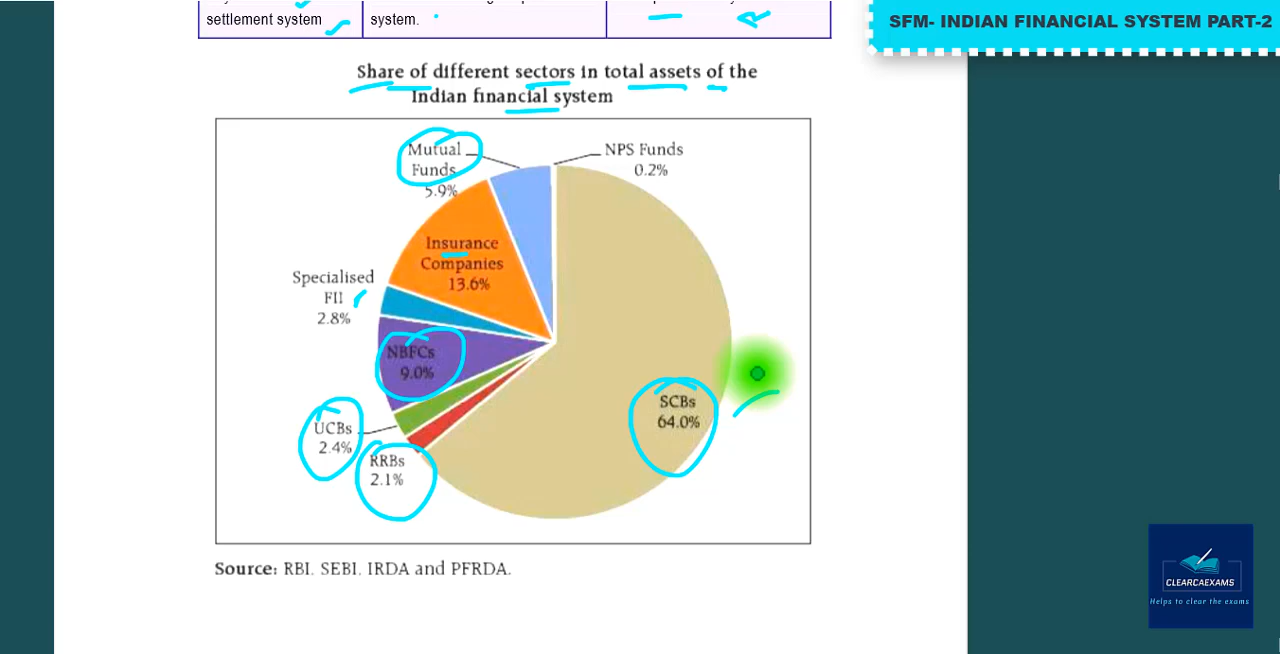 SFM- INDIAN FINANCIAL SYSTEM PART-2
settlement system
system.
Share of different sectors in total assets of the
Indian financial system
Mutual
Funds
5.9%
NPS Funds
0.2%
Insurance
Companies
13.6%
Specialised
FII
2.8%
NBFCs
9.0%
SCBs
64.0%
UCBs
2.4%
RRBs
2.1%
Source: RBI. SEBI. IRDA and PFRDA.
CLEARCAEXAMS
Helps to clear the exams